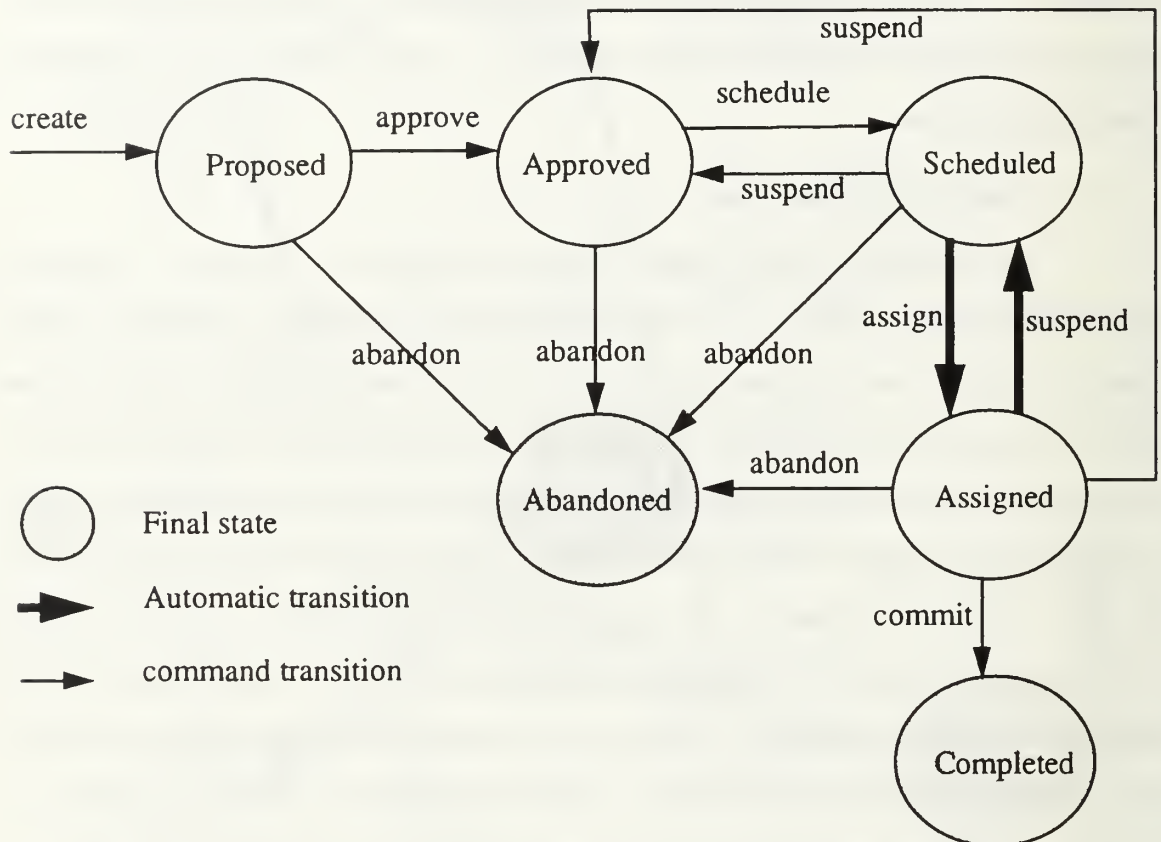 suspend
create
approve
schedule
Proposed
Approved
Scheduled
suspend
assign
suspend
abandon
abandon
abandon
abandon
Abandoned
Assigned
Final state
Automatic transition
commit
command transition
Completed